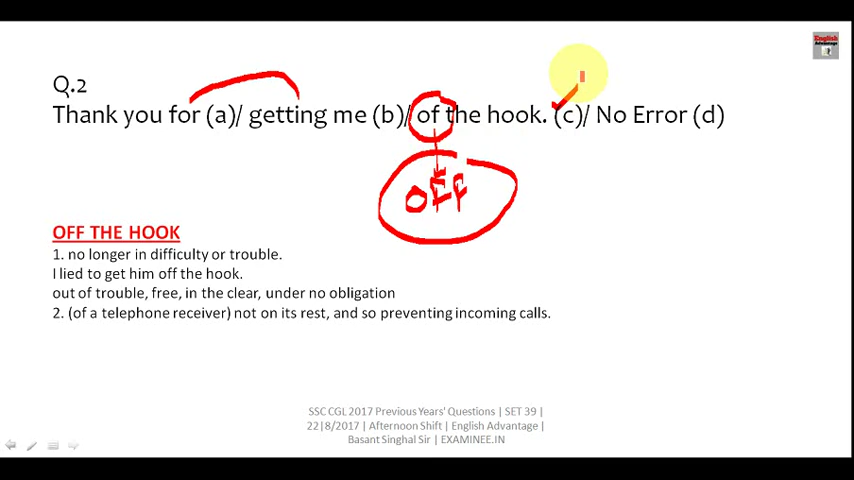 English
Advantage
Q.2
Thank you for (a)/ getting me (b)/ of the hook. (c)/ No Error (d)
OFF
OFF THE HOOK
1. no longer in difficulty or trouble.
I lied to get him off the hook.
out of trouble, free, in the clear, under no obligation
2. (of a telephone receiver) not on its rest, and so preventing incoming calls.
SSC CGL 2017 Previous Years' Questions | SET 39 |
22|8/2017 | Afternoon Shift | English Advantage |
Basant Singhal Sir | EXAMINEE.IN